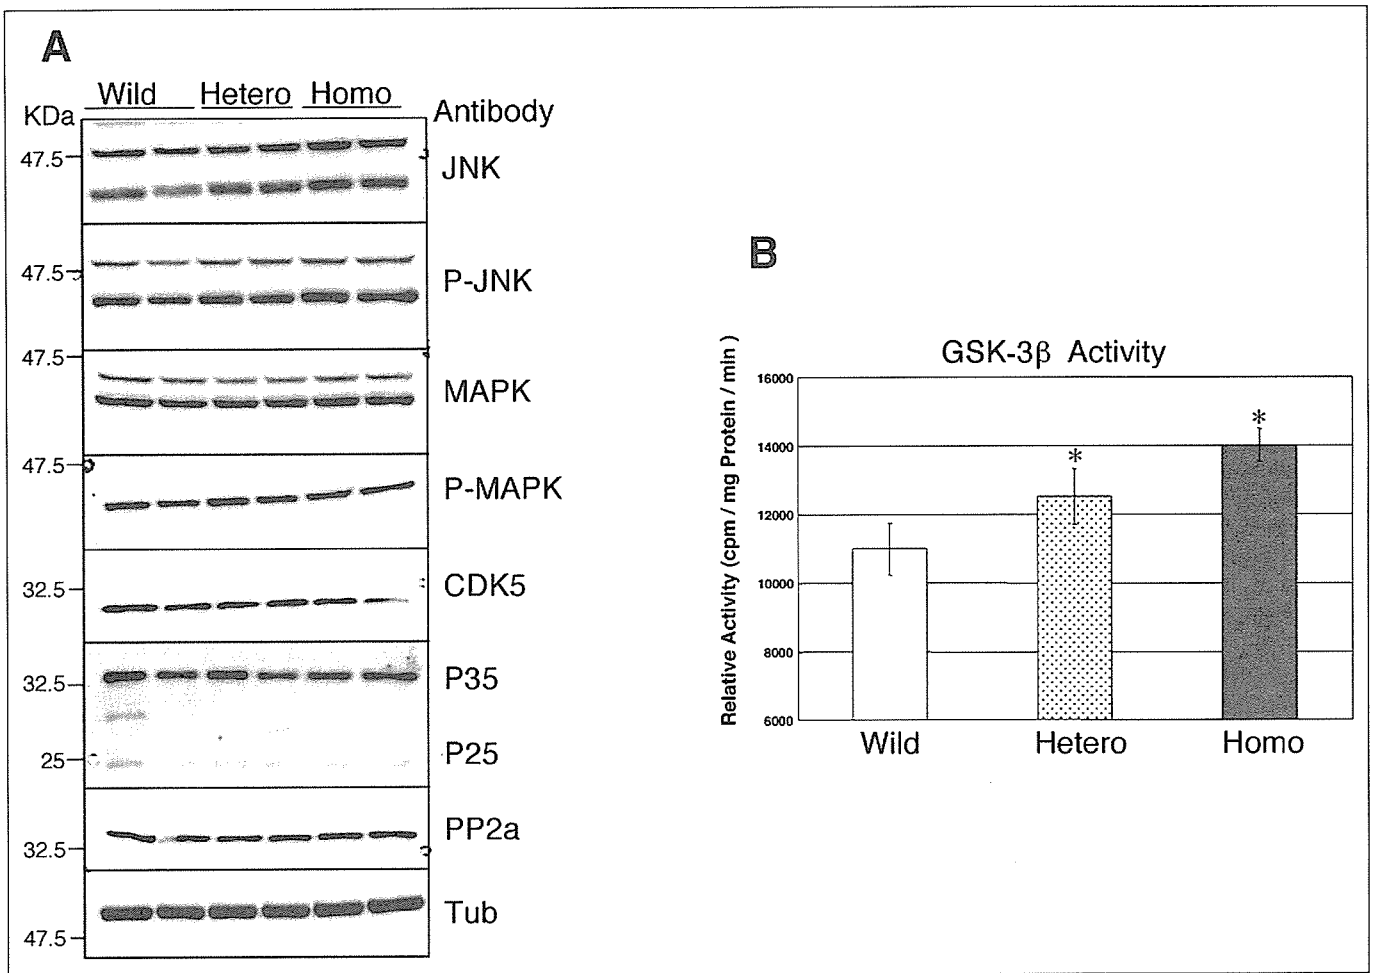 A
Wild Hetero Homo
KDa
Antibody
47.5
JNK
47.5
P-JNK
47.5
MAPK
47.5
P-MAPK
32.5
CDK5
32.5
P35
25
P25
32.5
PP2a
47.5
Tub
B
GSK-3β Activity
Relative Activity (cpm / mg Protein / min )
16000
14000
12000
10000
8000
6000
*
*
Wild Hetero Homo